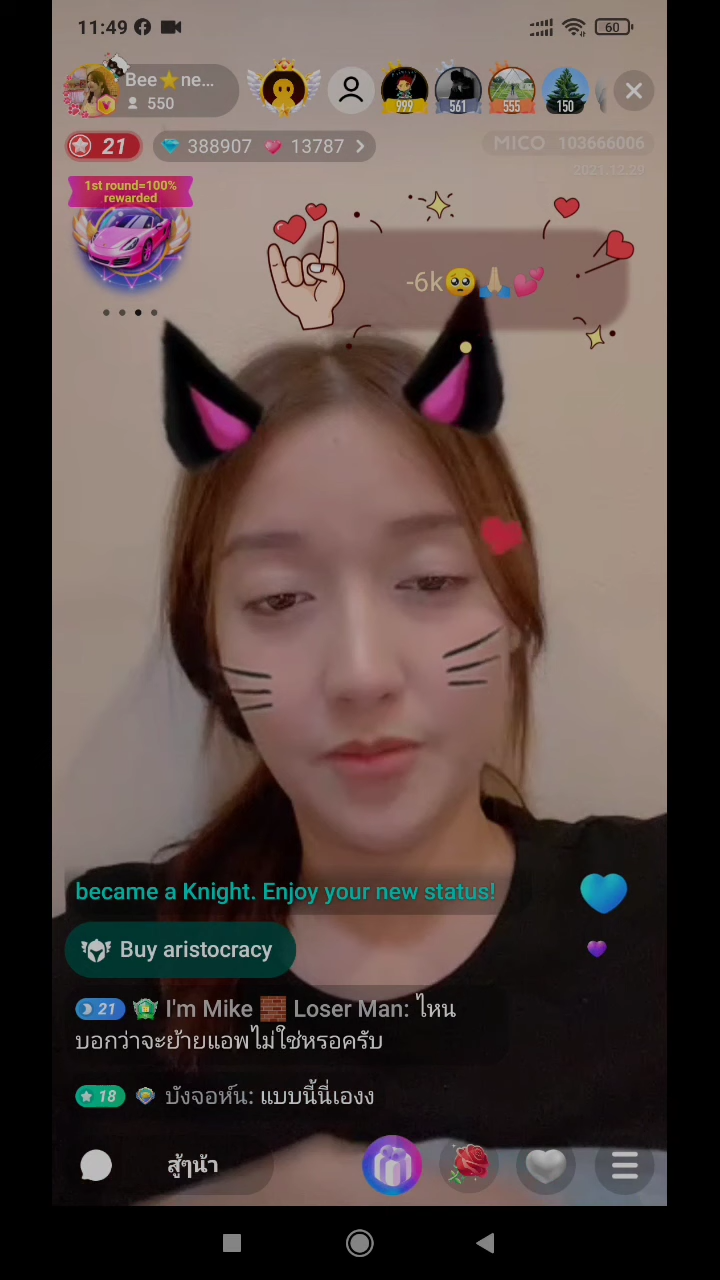 11:49
60
Bee⭐ne...
550
999
561
555
150
21
388907 13787
MICO 103666006
2021.12.29
1st round=100%
rewarded
-6k🥺🙏🏻💕
became a Knight. Enjoy your new status!
Buy aristocracy
21 I'm Mike 🧱 Loser Man: ไหน
บอกว่าจะย้ายแอพไม่ใช่หรอครับ
18 บังจอห์น: แบบนี้นี่เองง
สู้ๆน้า